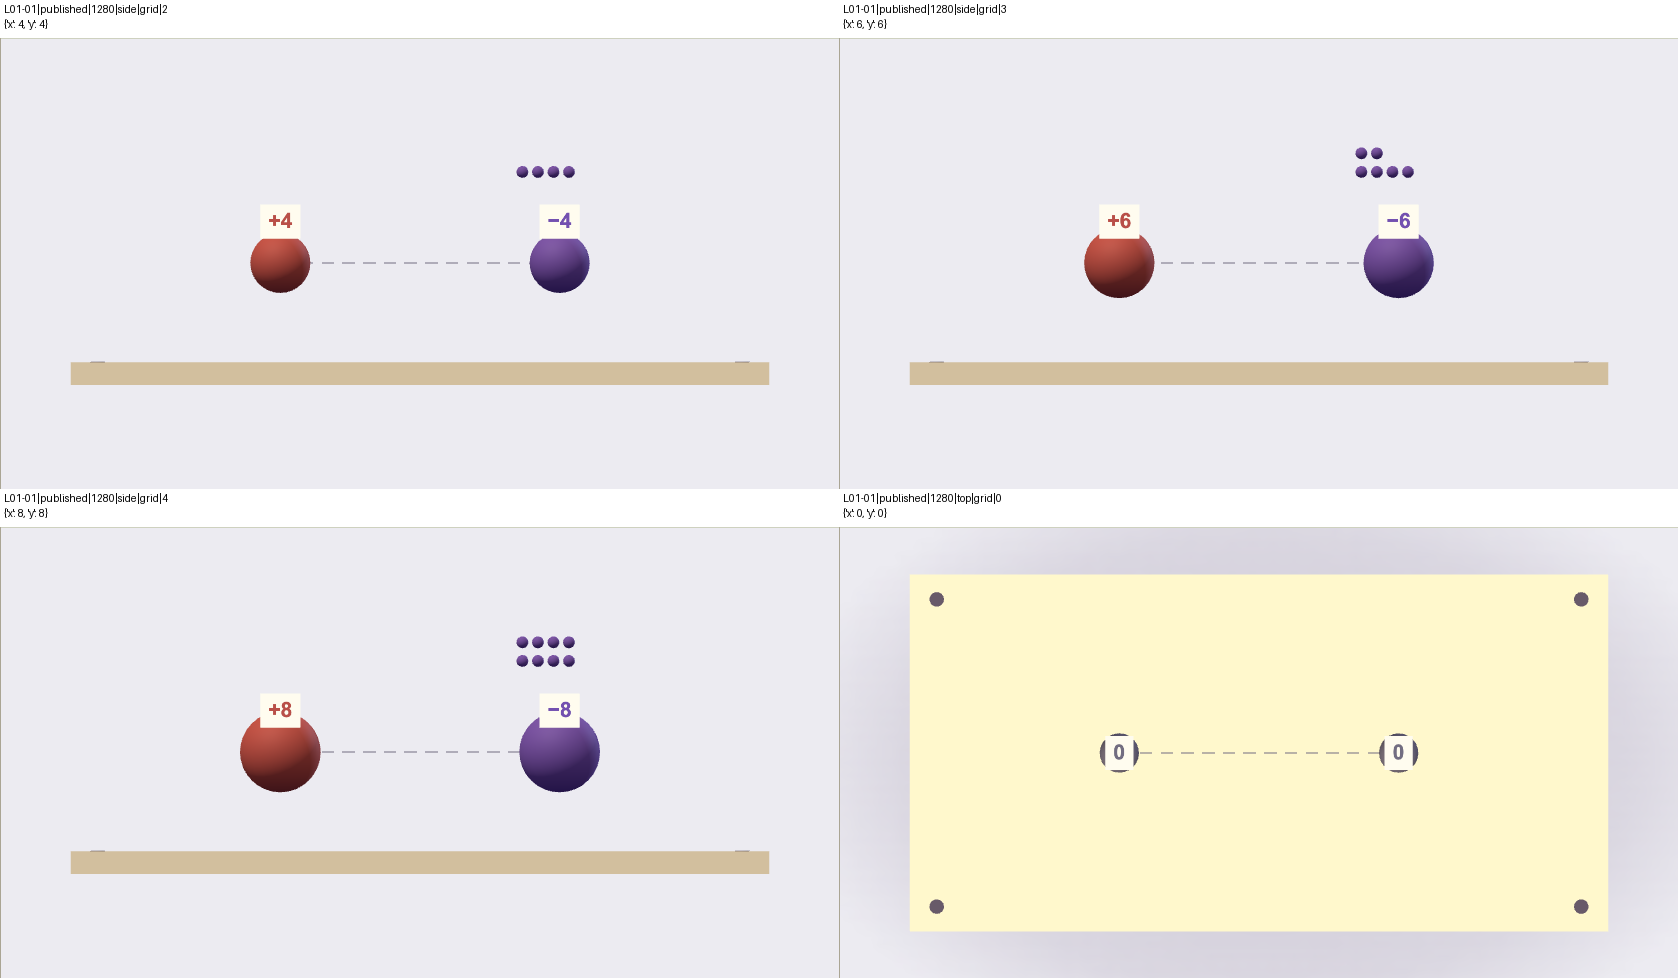 L01-01|published|1280|side|grid|2
{'x': 4, 'y': 4}
+4
−4
L01-01|published|1280|side|grid|3
{'x': 6, 'y': 6}
+6
−6
L01-01|published|1280|side|grid|4
{'x': 8, 'y': 8}
+8
−8
L01-01|published|1280|top|grid|0
{'x': 0, 'y': 0}
0
0